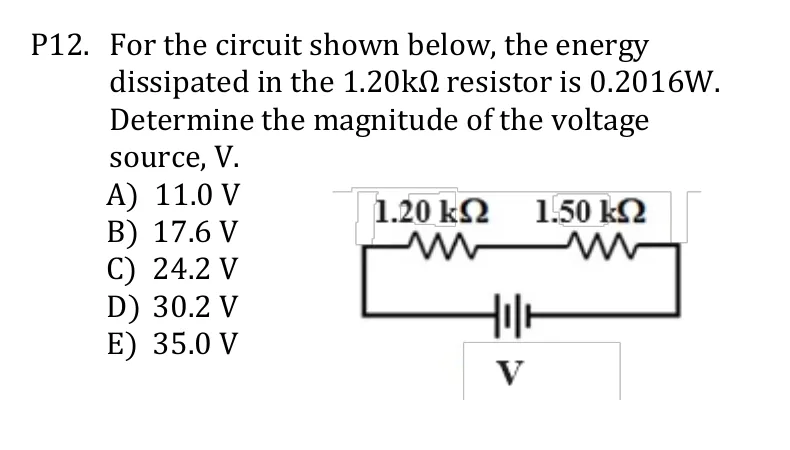 P12. For the circuit shown below, the energy
dissipated in the 1.20kΩ resistor is 0.2016W.
Determine the magnitude of the voltage
source, V.
A) 11.0 V
B) 17.6 V
C) 24.2 V
D) 30.2 V
E) 35.0 V
1.20 kΩ 1.50 kΩ
V